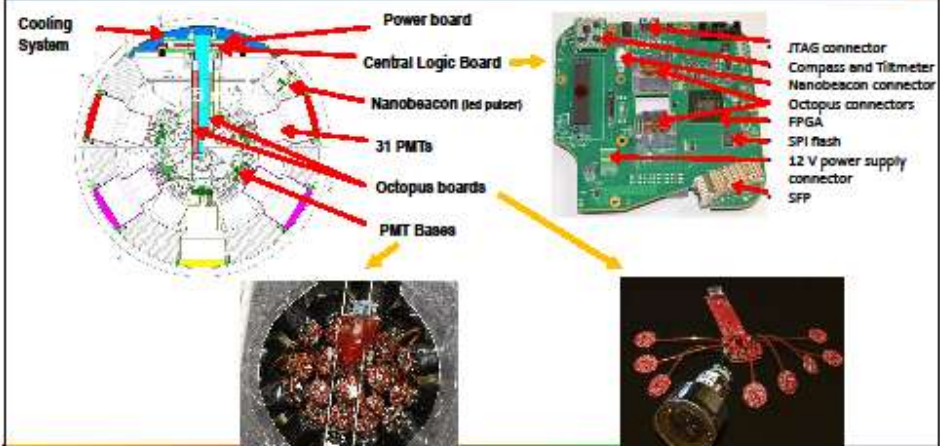 Cooling
System
Power board
Central Logic Board
Nanobeacon (led pulser)
31 PMTs
Octopus boards
PMT Bases
JTAG connector
Compass and Tiltmeter
Nanobeacon connector
Octopus connectors
FPGA
SPI flash
12 V power supply
connector
SFP